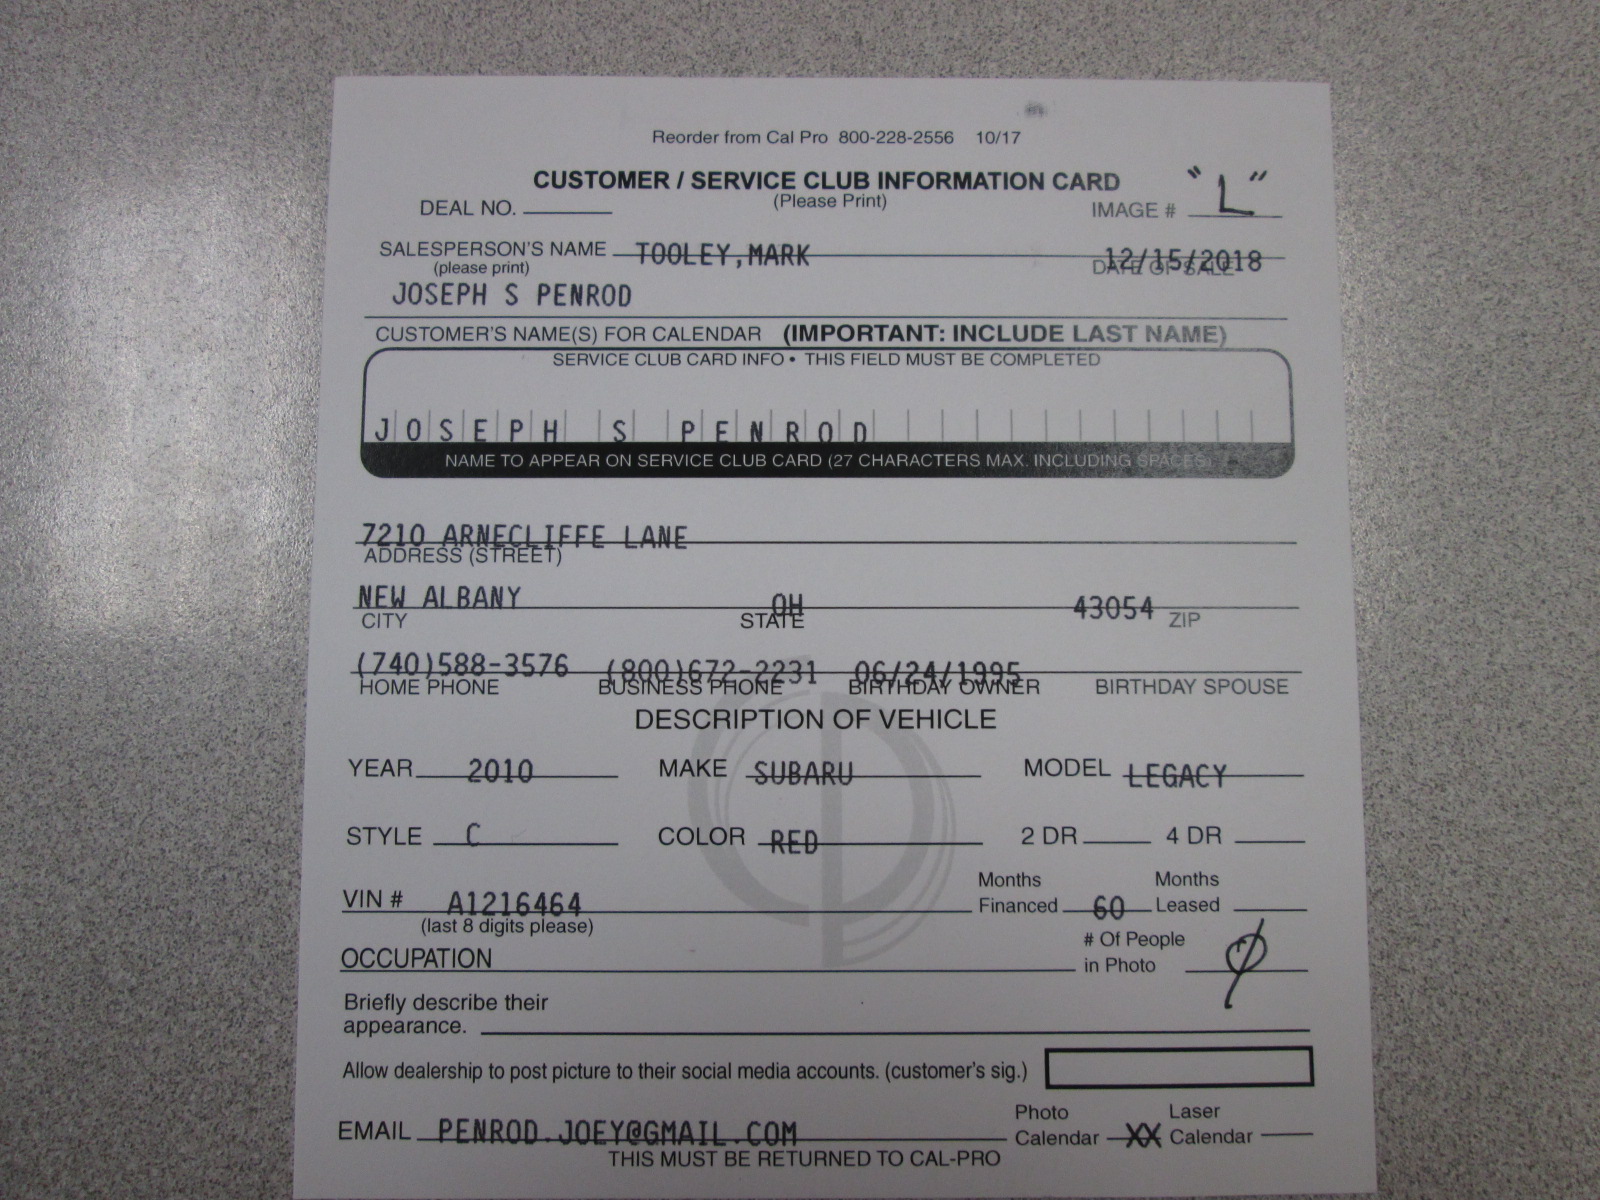 Reorder from Cal Pro 800-228-2556 10/17
CUSTOMER / SERVICE CLUB INFORMATION CARD
(Please Print)
DEAL NO. IMAGE # "L"
SALESPERSON'S NAME TOOLEY,MARK 12/15/2018
(please print) DATE OF SALE
JOSEPH S PENROD
CUSTOMER'S NAME(S) FOR CALENDAR (IMPORTANT: INCLUDE LAST NAME)
SERVICE CLUB CARD INFO • THIS FIELD MUST BE COMPLETED
JOSEPH S PENROD
NAME TO APPEAR ON SERVICE CLUB CARD (27 CHARACTERS MAX. INCLUDING SPACES)
7210 ARNECLIFFE LANE
ADDRESS (STREET)
NEW ALBANY OH 43054
CITY STATE ZIP
(740)588-3576 (800)672-2231 06/24/1995
HOME PHONE BUSINESS PHONE BIRTHDAY OWNER BIRTHDAY SPOUSE
DESCRIPTION OF VEHICLE
YEAR 2010 MAKE SUBARU MODEL LEGACY
STYLE C COLOR RED 2 DR 4 DR
VIN # A1216464 Months Financed 60 Months Leased
(last 8 digits please)
OCCUPATION # Of People in Photo ∅
Briefly describe their
appearance.
Allow dealership to post picture to their social media accounts. (customer's sig.)
EMAIL PENROD.JOEY@GMAIL.COM Photo Calendar XX Laser Calendar
THIS MUST BE RETURNED TO CAL-PRO